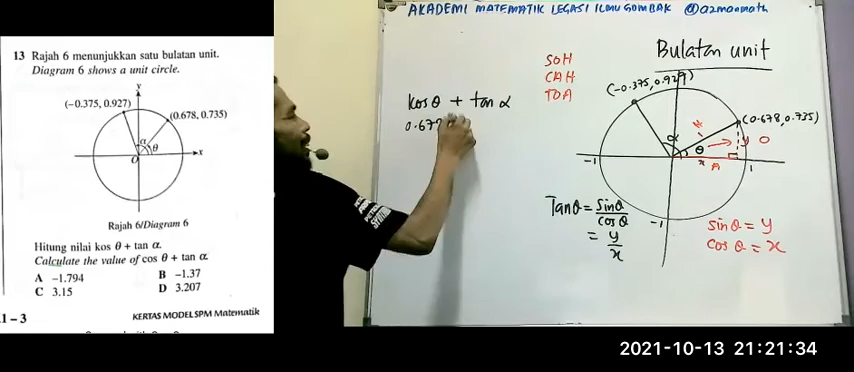 13 Rajah 6 menunjukkan satu bulatan unit.
Diagram 6 shows a unit circle.
y
(-0.375, 0.927)
(0.678, 0.735)
α
θ
O
x
Rajah 6/Diagram 6
Hitung nilai kos θ + tan α.
Calculate the value of cos θ + tan α.
A −1.794
B −1.37
C 3.15
D 3.207
1 – 3
KERTAS MODEL SPM Matematik
AKADEMI MATEMATIK LEGASI ILMU GOMBAK @azmanmath
SOH
CAH
TOA
Bulatan unit
kos θ + tan α
0.678
(-0.375, 0.927)
(0.678, 0.735)
α
θ
y O
x A
-1
1
-1
Tan θ = sin θ / cos θ
= y / x
sin θ = y
cos θ = x
2021-10-13 21:21:34